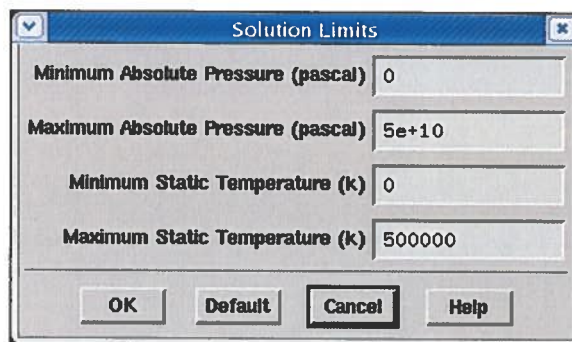 Solution Limits
Minimum Absolute Pressure (pascal) 0
Maximum Absolute Pressure (pascal) 5e+10
Minimum Static Temperature (k) 0
Maximum Static Temperature (k) 500000
OK Default Cancel Help